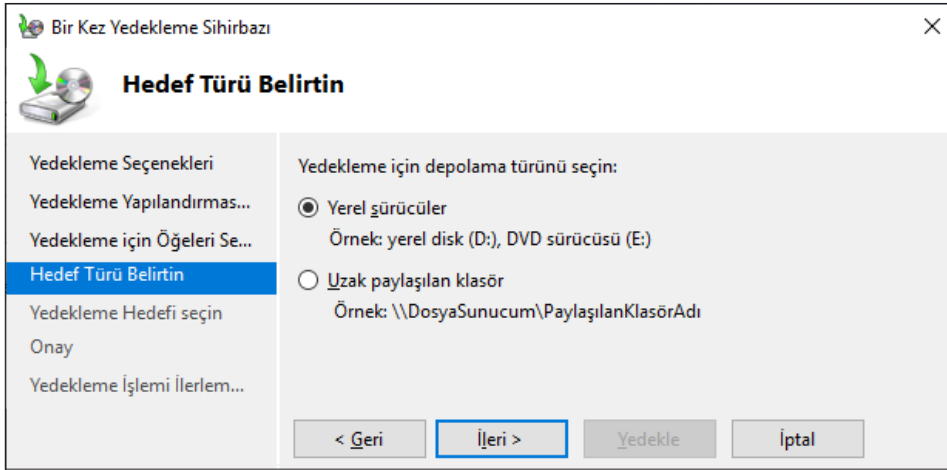 Bir Kez Yedekleme Sihirbazı
Hedef Türü Belirtin
Yedekleme Seçenekleri
Yedekleme Yapılandırmas...
Yedekleme için Öğeleri Se...
Hedef Türü Belirtin
Yedekleme Hedefi seçin
Onay
Yedekleme İşlemi İlerlem...
Yedekleme için depolama türünü seçin:
Yerel sürücüler
Örnek: yerel disk (D:), DVD sürücüsü (E:)
Uzak paylaşılan klasör
Örnek: \\DosyaSunucum\PaylaşılanKlasörAdı
< Geri
İleri >
Yedekle
İptal